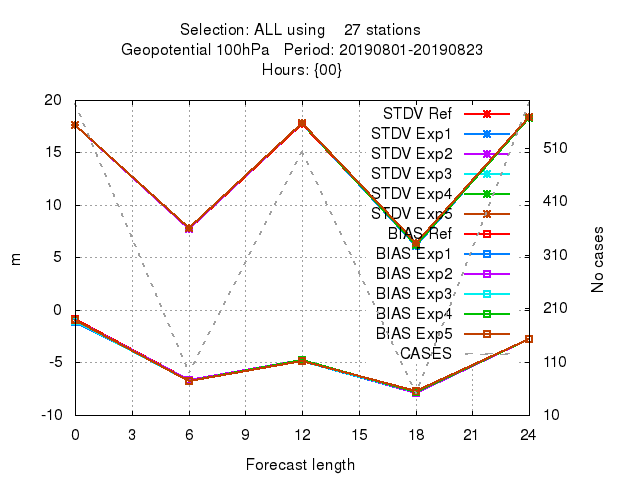 Selection: ALL using 27 stations
Geopotential 100hPa Period: 20190801-20190823
Hours: {00}
20
15
10
5
0
-5
-10
m
STDV Ref
STDV Exp1
STDV Exp2
STDV Exp3
STDV Exp4
STDV Exp5
BIAS Ref
BIAS Exp1
BIAS Exp2
BIAS Exp3
BIAS Exp4
BIAS Exp5
CASES
510
410
310
210
110
10
No cases
0 3 6 9 12 15 18 21 24
Forecast length